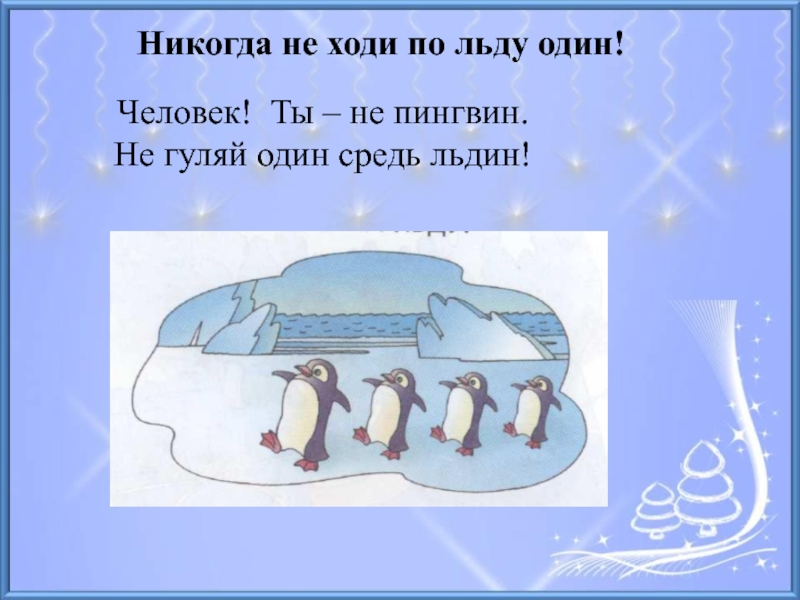 Никогда не ходи по льду один!
Человек! Ты – не пингвин.
Не гуляй один средь льдин!